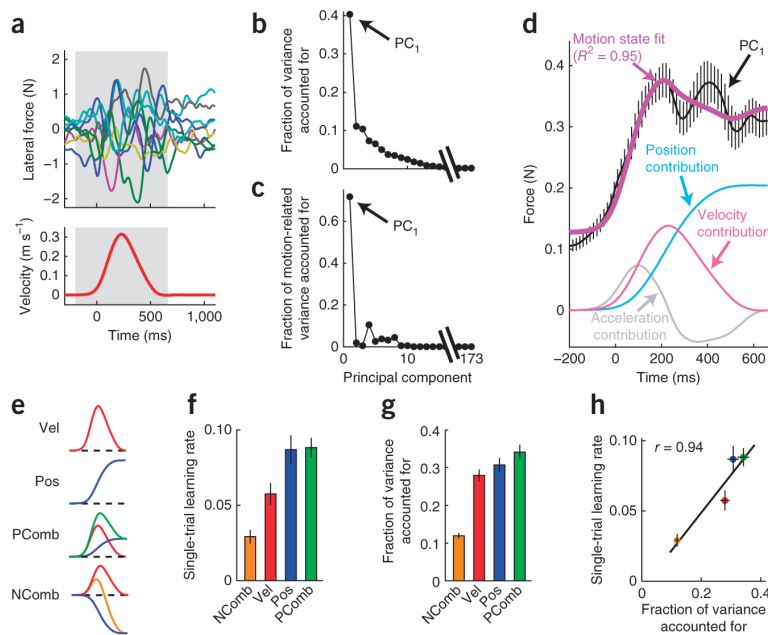 a
Lateral force (N)
2
1
0
−1
−2
Velocity (m s−1)
0.3
0.2
0.1
0
0
500
1,000
Time (ms)
b
Fraction of variance
accounted for
0.4
0.3
0.2
0.1
0
PC1
c
Fraction of motion-related
variance accounted for
0.6
0.4
0.2
0
PC1
0
10
173
Principal component
d
Motion state fit
(R2 = 0.95)
PC1
Force (N)
0.4
0.3
0.2
0.1
0
Position
contribution
Velocity
contribution
Acceleration
contribution
−200
0
200
400
600
Time (ms)
e
Vel
Pos
PComb
NComb
f
Single-trial learning rate
0.10
0.05
0
NComb
Vel
Pos
PComb
g
Fraction of variance
accounted for
0.4
0.3
0.2
0.1
0
NComb
Vel
Pos
PComb
h
Single-trial learning rate
0.10
0.05
0
r = 0.94
0
0.2
0.4
Fraction of variance
accounted for